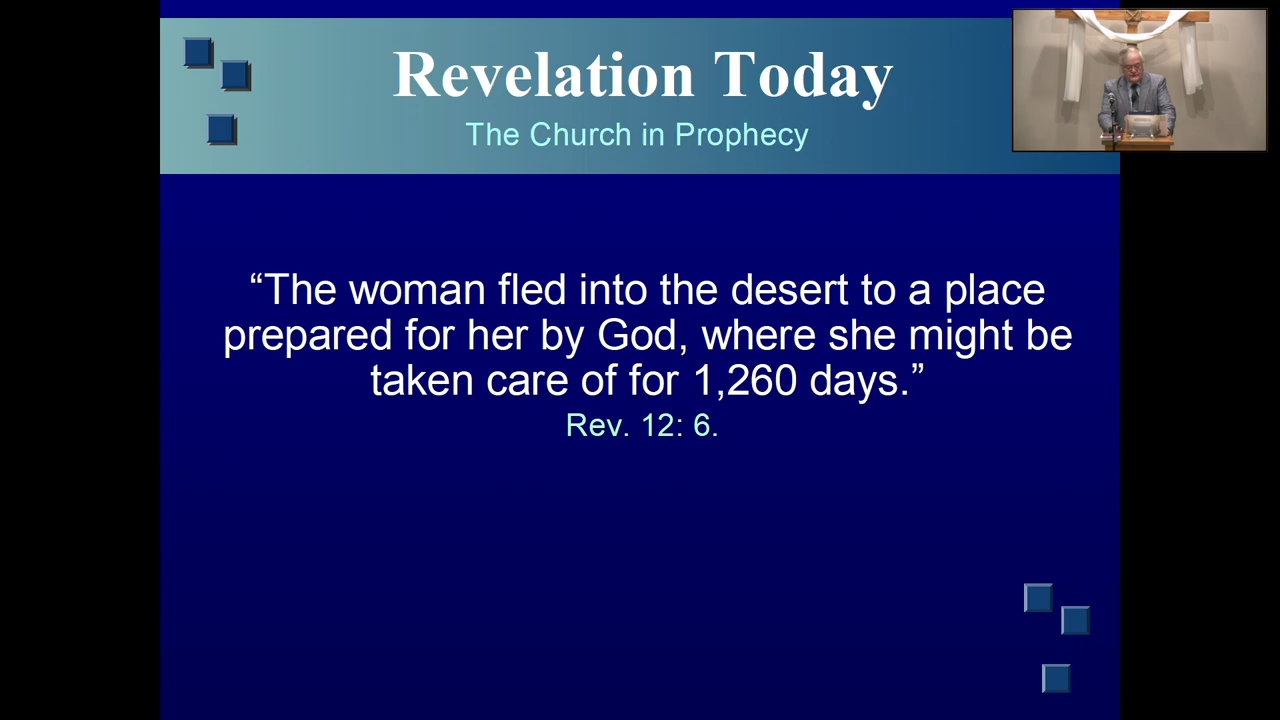 Revelation Today
The Church in Prophecy
“The woman fled into the desert to a place
prepared for her by God, where she might be
taken care of for 1,260 days.”
Rev. 12: 6.